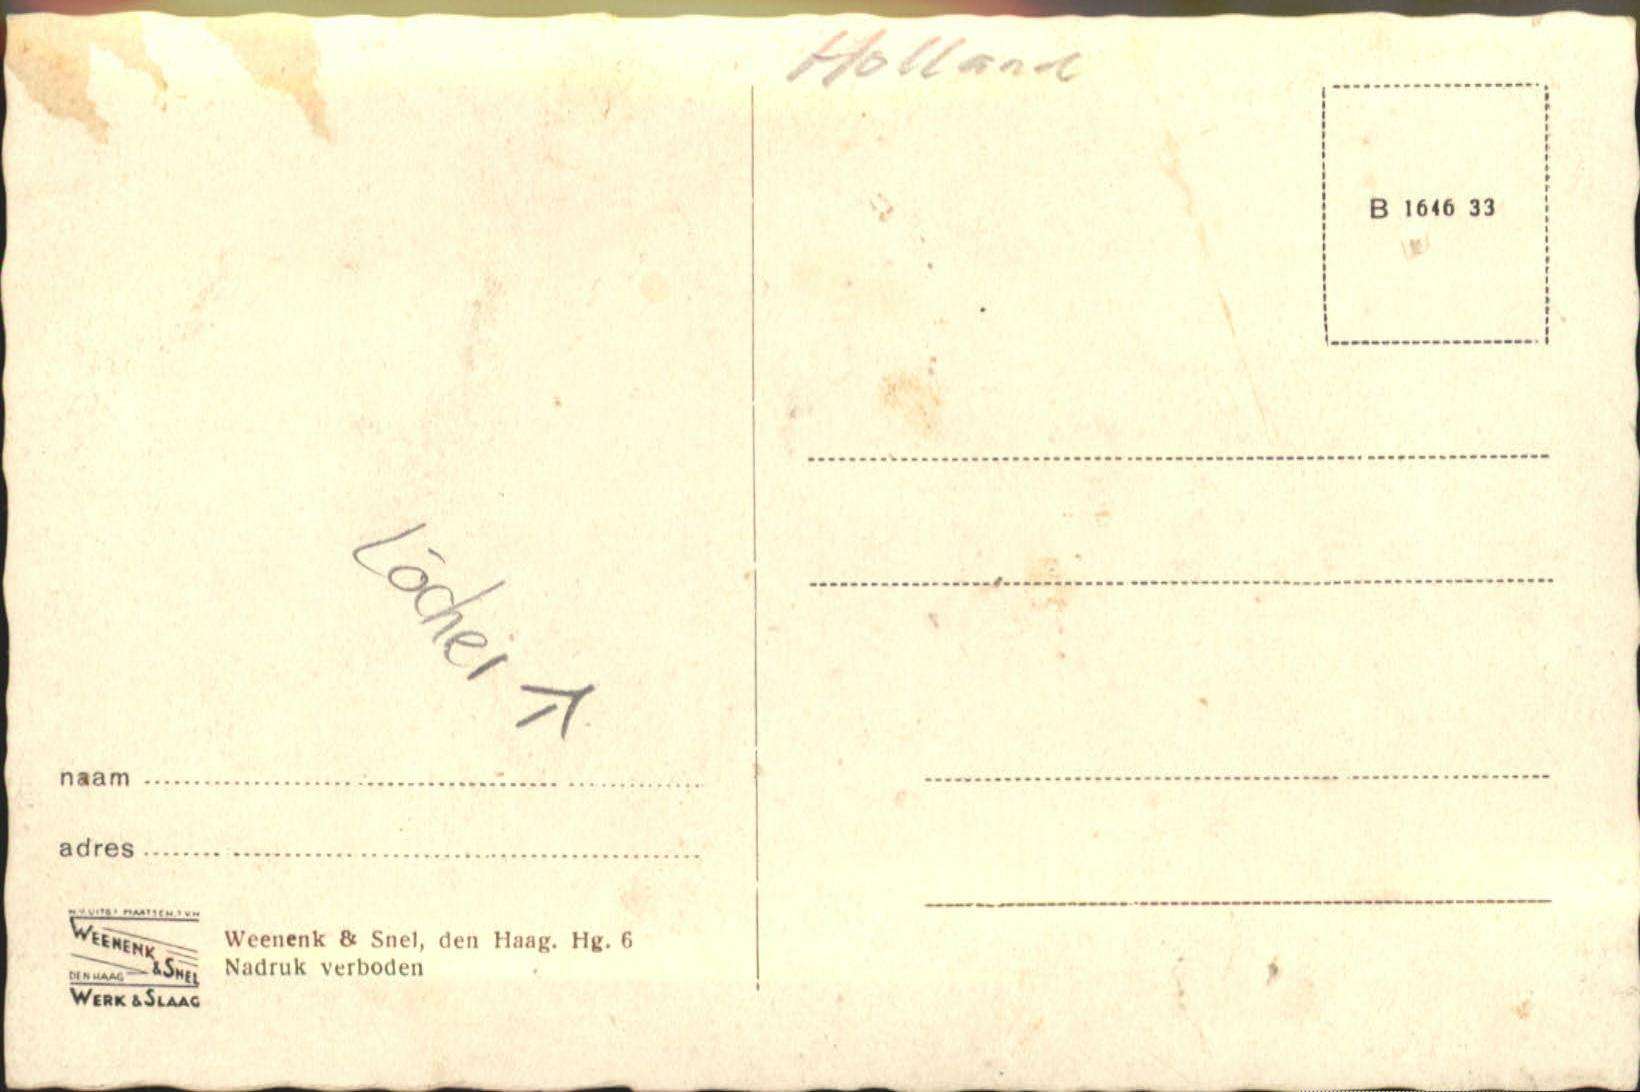 Holland
B 1646 33
Löcher
naam
adres
WEENENK
& SNEL
DEN HAAG
WERK & SLAAG
Weenenk & Snel, den Haag. Hg. 6
Nadruk verboden